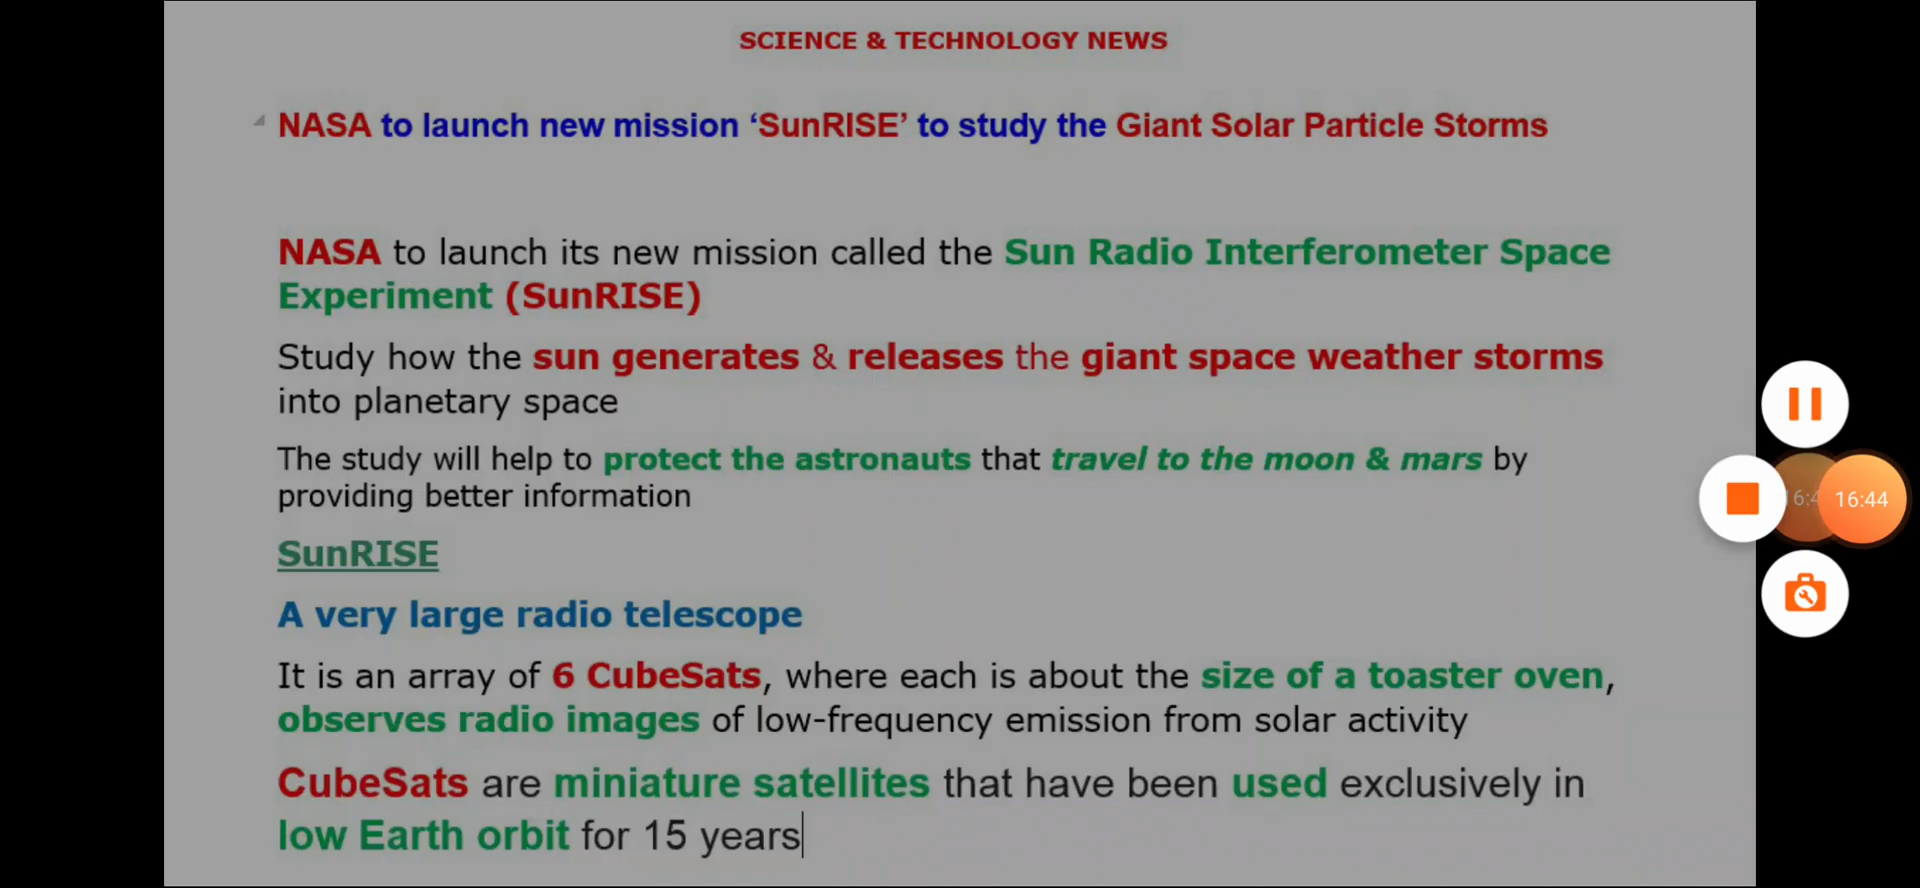 SCIENCE & TECHNOLOGY NEWS
NASA to launch new mission ‘SunRISE’ to study the Giant Solar Particle Storms
NASA to launch its new mission called the Sun Radio Interferometer Space
Experiment (SunRISE)
Study how the sun generates & releases the giant space weather storms
into planetary space
The study will help to protect the astronauts that travel to the moon & mars by
providing better information
SunRISE
A very large radio telescope
It is an array of 6 CubeSats, where each is about the size of a toaster oven,
observes radio images of low-frequency emission from solar activity
CubeSats are miniature satellites that have been used exclusively in
low Earth orbit for 15 years
16:44